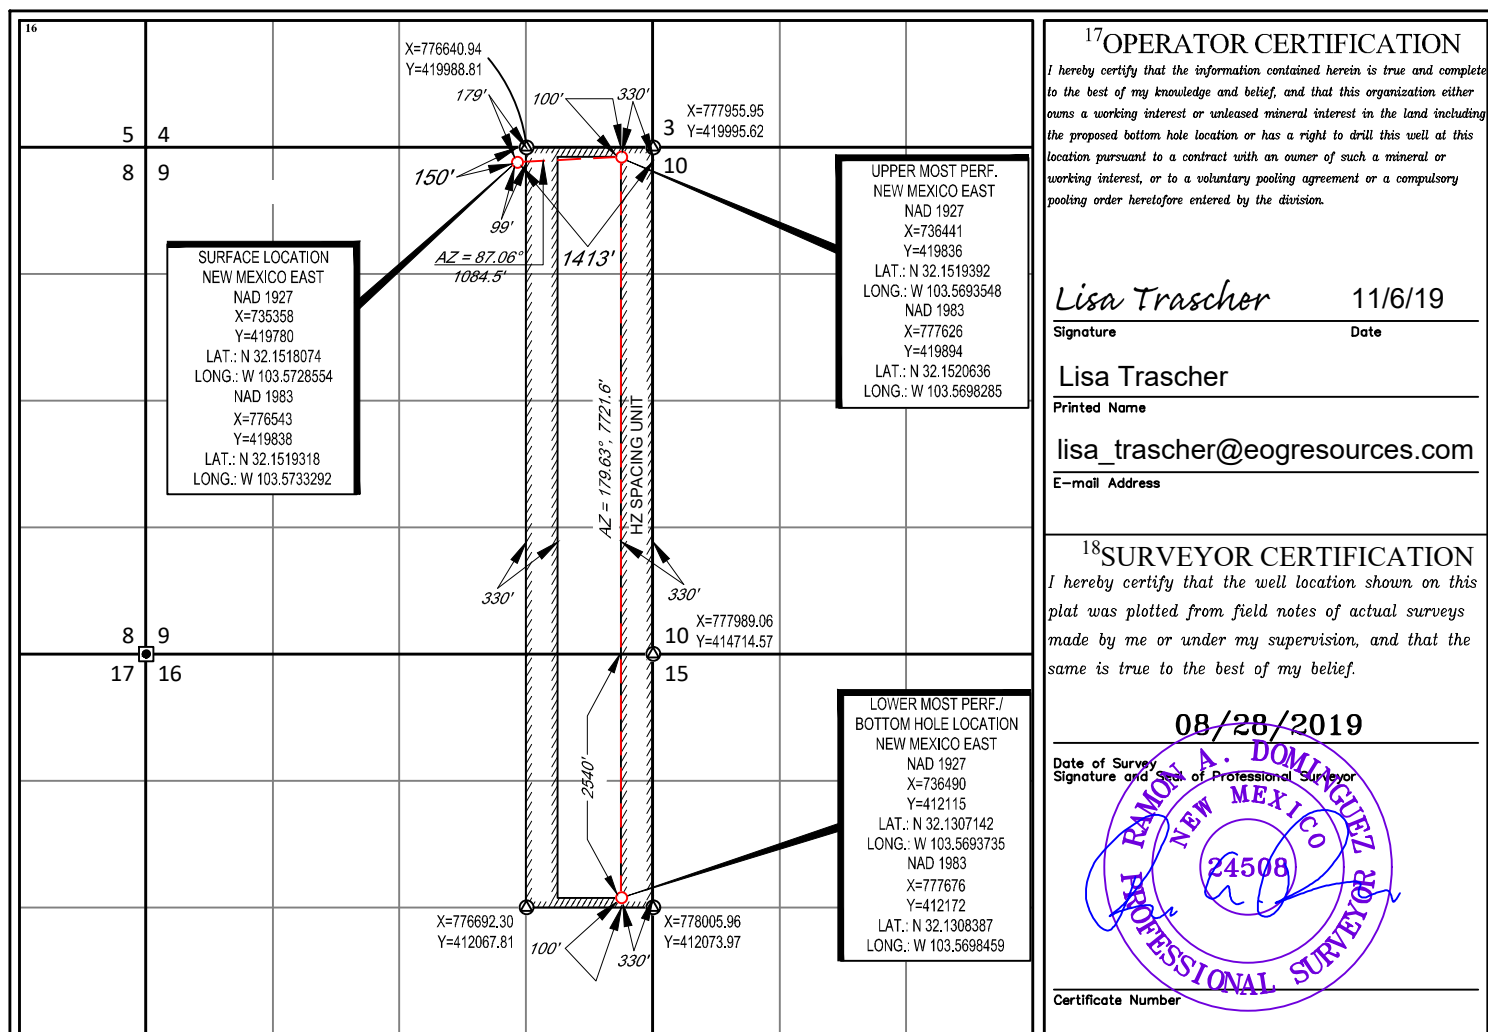 16
X=776640.94
Y=419988.81
179'
100'
330'
X=777955.95
Y=419995.62
5 4
3
8 9
10
150'
99'
AZ = 87.06°
1084.5'
1413'
SURFACE LOCATION
NEW MEXICO EAST
NAD 1927
X=735358
Y=419780
LAT.: N 32.1518074
LONG.: W 103.5728554
NAD 1983
X=776543
Y=419838
LAT.: N 32.1519318
LONG.: W 103.5733292
UPPER MOST PERF.
NEW MEXICO EAST
NAD 1927
X=736441
Y=419836
LAT.: N 32.1519392
LONG.: W 103.5693548
NAD 1983
X=777626
Y=419894
LAT.: N 32.1520636
LONG.: W 103.5698285
AZ = 179.63°, 7721.6'
HZ SPACING UNIT
330'
330'
8 9
10
X=777989.06
Y=414714.57
17 16
15
2540'
LOWER MOST PERF./
BOTTOM HOLE LOCATION
NEW MEXICO EAST
NAD 1927
X=736490
Y=412115
LAT.: N 32.1307142
LONG.: W 103.5693735
NAD 1983
X=777676
Y=412172
LAT.: N 32.1308387
LONG.: W 103.5698459
X=776692.30
Y=412067.81
100'
330'
X=778005.96
Y=412073.97
17OPERATOR CERTIFICATION
I hereby certify that the information contained herein is true and complete
to the best of my knowledge and belief, and that this organization either
owns a working interest or unleased mineral interest in the land including
the proposed bottom hole location or has a right to drill this well at this
location pursuant to a contract with an owner of such a mineral or
working interest, or to a voluntary pooling agreement or a compulsory
pooling order heretofore entered by the division.
Lisa Trascher 11/6/19
Signature Date
Lisa Trascher
Printed Name
lisa_trascher@eogresources.com
E-mail Address
18SURVEYOR CERTIFICATION
I hereby certify that the well location shown on this
plat was plotted from field notes of actual surveys
made by me or under my supervision, and that the
same is true to the best of my belief.
08/28/2019
Date of Survey
Signature and Seal of Professional Surveyor
RAMON A. DOMINGUEZ
NEW MEXICO
24508
PROFESSIONAL SURVEYOR
Certificate Number